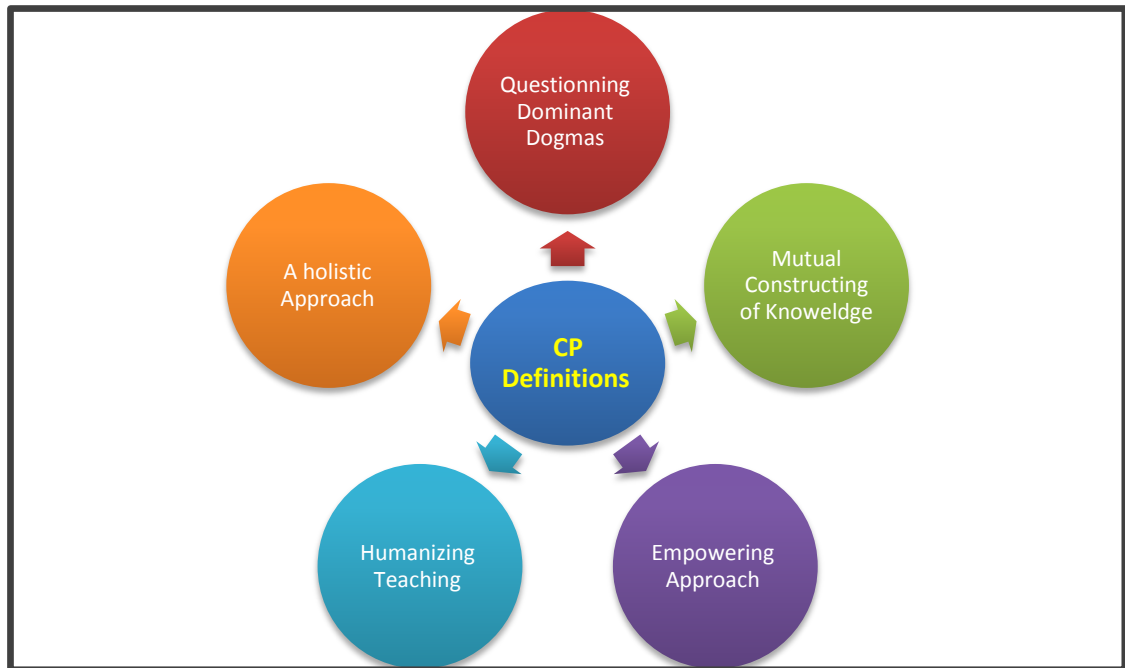 Questionning
Dominant
Dogmas
A holistic
Approach
Mutual
Constructing
of Knoweldge
CP
Definitions
Humanizing
Teaching
Empowering
Approach